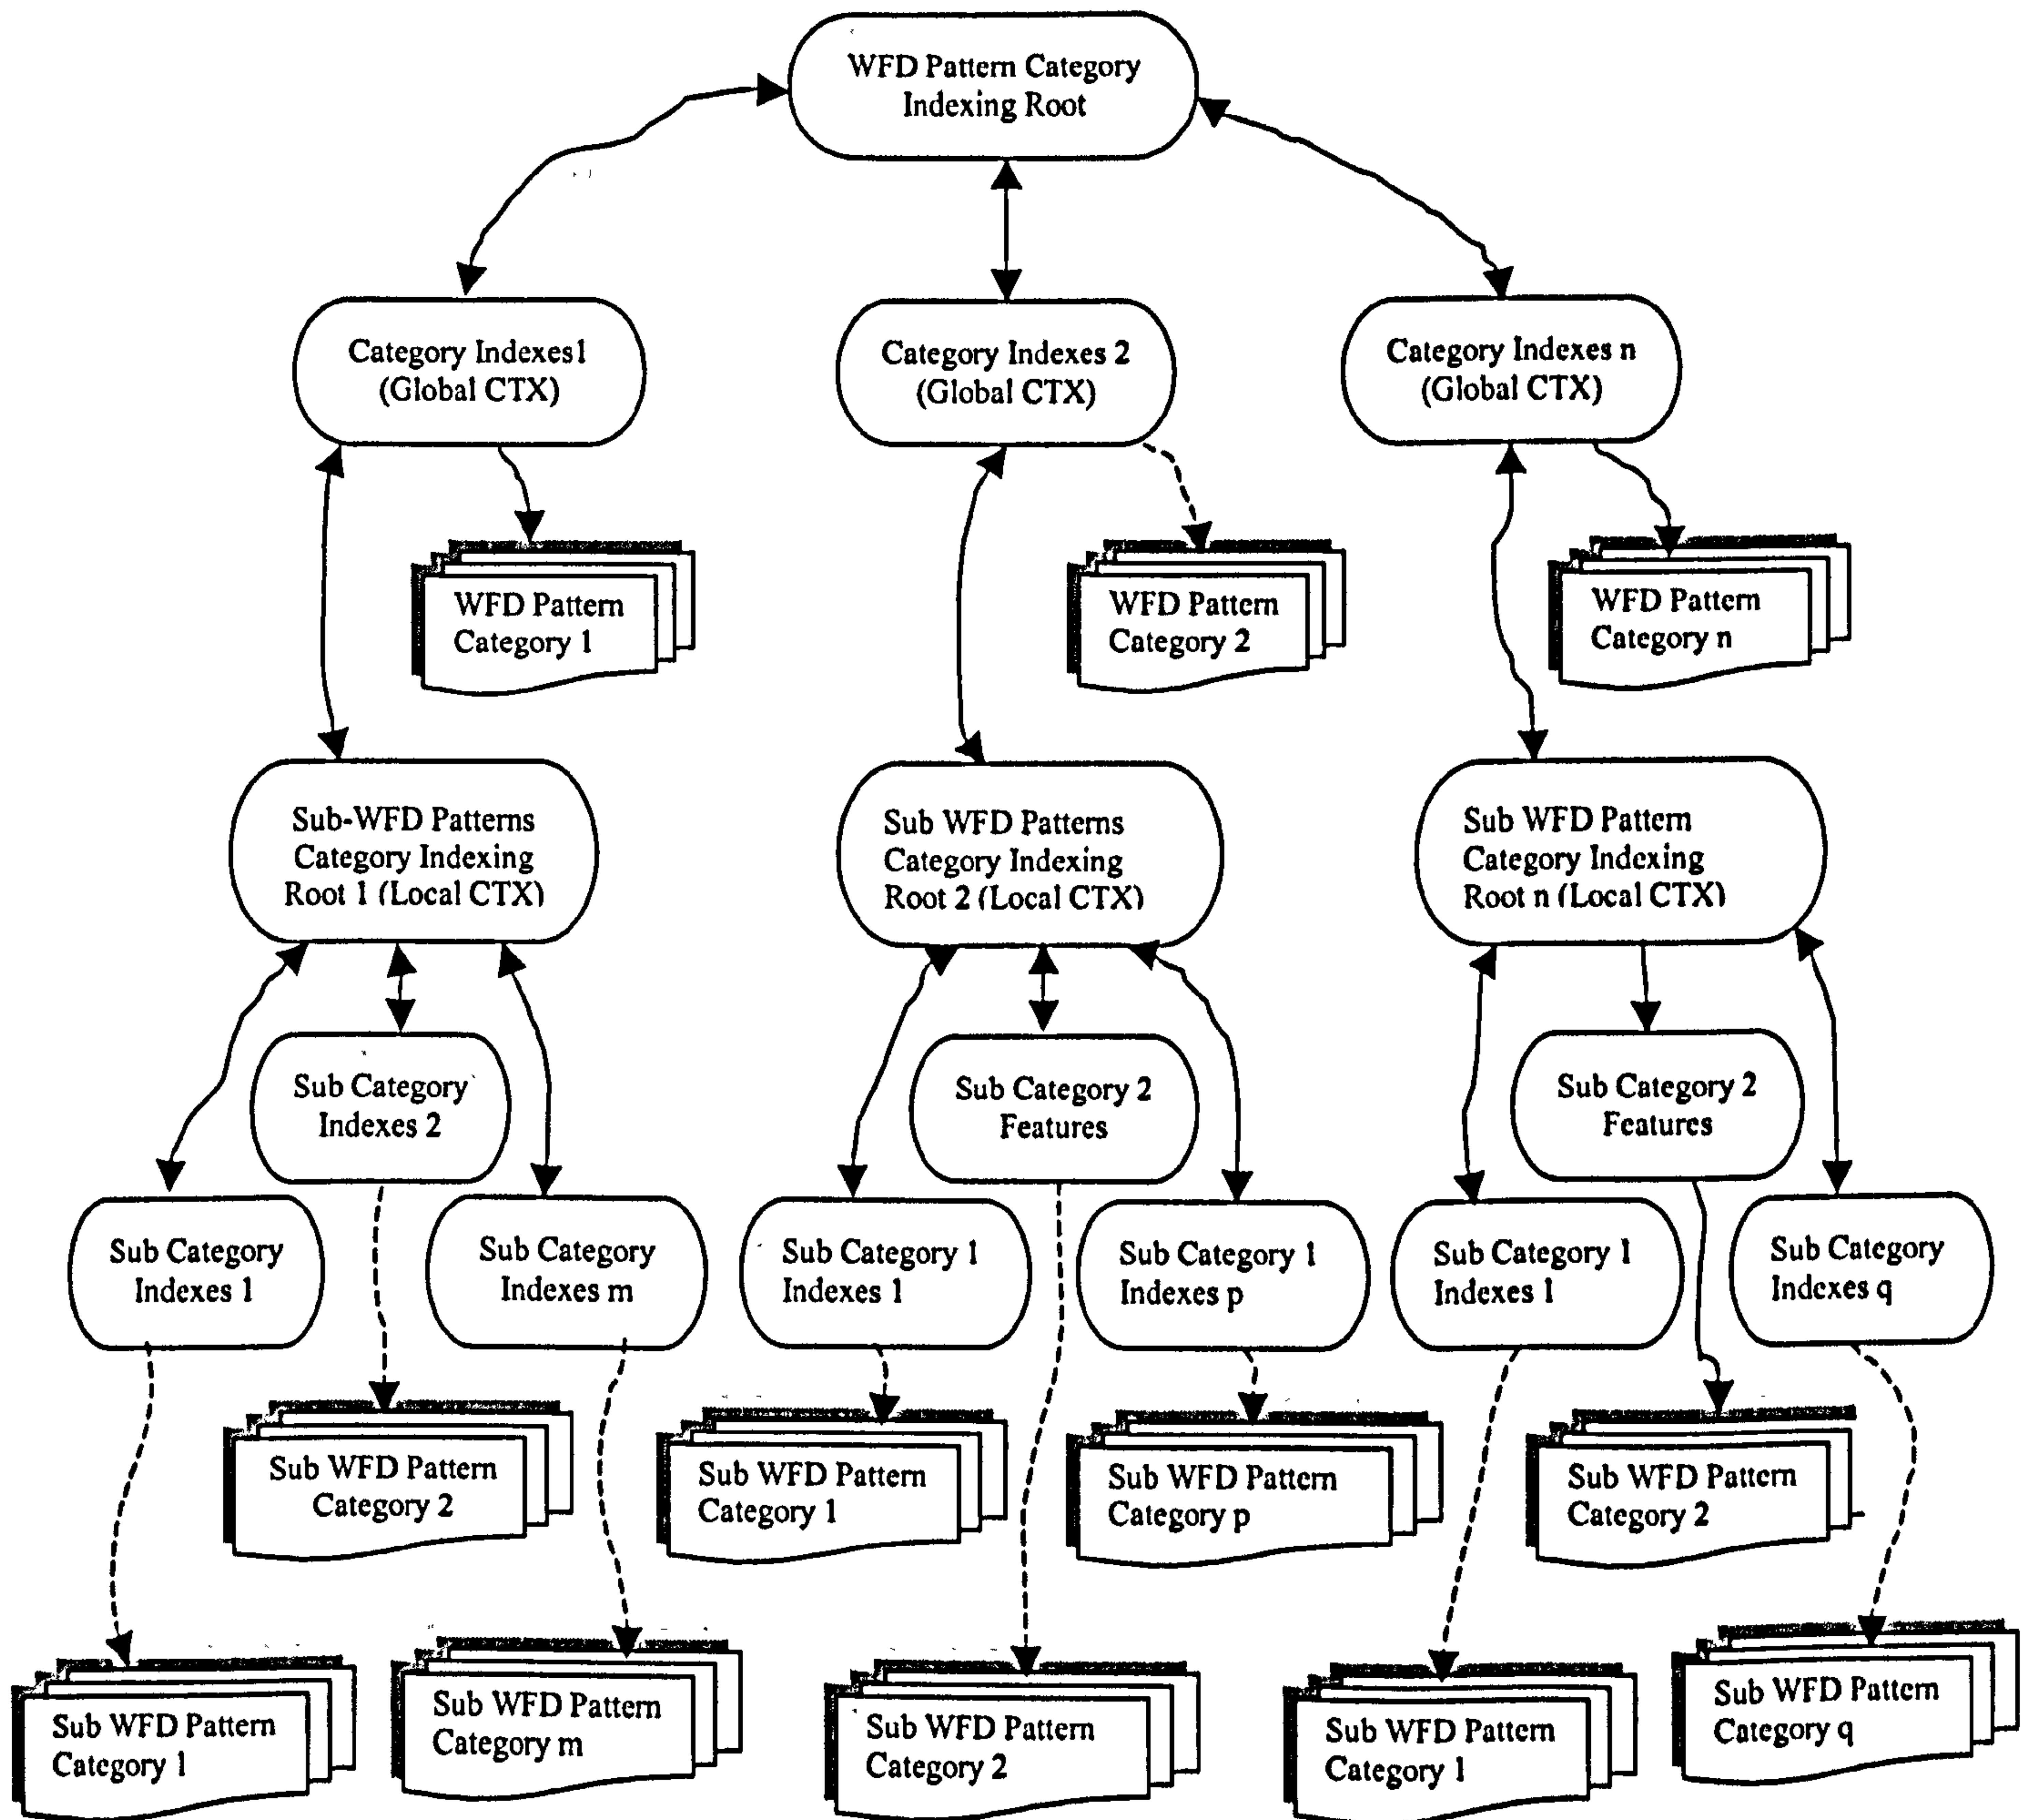 WFD Pattern Category
Indexing Root
Category Indexes1
(Global CTX)
Category Indexes 2
(Global CTX)
Category Indexes n
(Global CTX)
WFD Pattern
Category 1
WFD Pattern
Category 2
WFD Pattern
Category n
Sub-WFD Patterns
Category Indexing
Root 1 (Local CTX)
Sub WFD Patterns
Category Indexing
Root 2 (Local CTX)
Sub WFD Pattern
Category Indexing
Root n (Local CTX)
Sub Category
Indexes 2
Sub Category 2
Features
Sub Category 2
Features
Sub Category
Indexes 1
Sub Category
Indexes m
Sub Category 1
Indexes 1
Sub Category 1
Indexes p
Sub Category 1
Indexes 1
Sub Category
Indexes q
Sub WFD Pattern
Category 2
Sub WFD Pattern
Category 1
Sub WFD Pattern
Category p
Sub WFD Pattern
Category 2
Sub WFD Pattern
Category 1
Sub WFD Pattern
Category m
Sub WFD Pattern
Category 2
Sub WFD Pattern
Category 1
Sub WFD Pattern
Category q